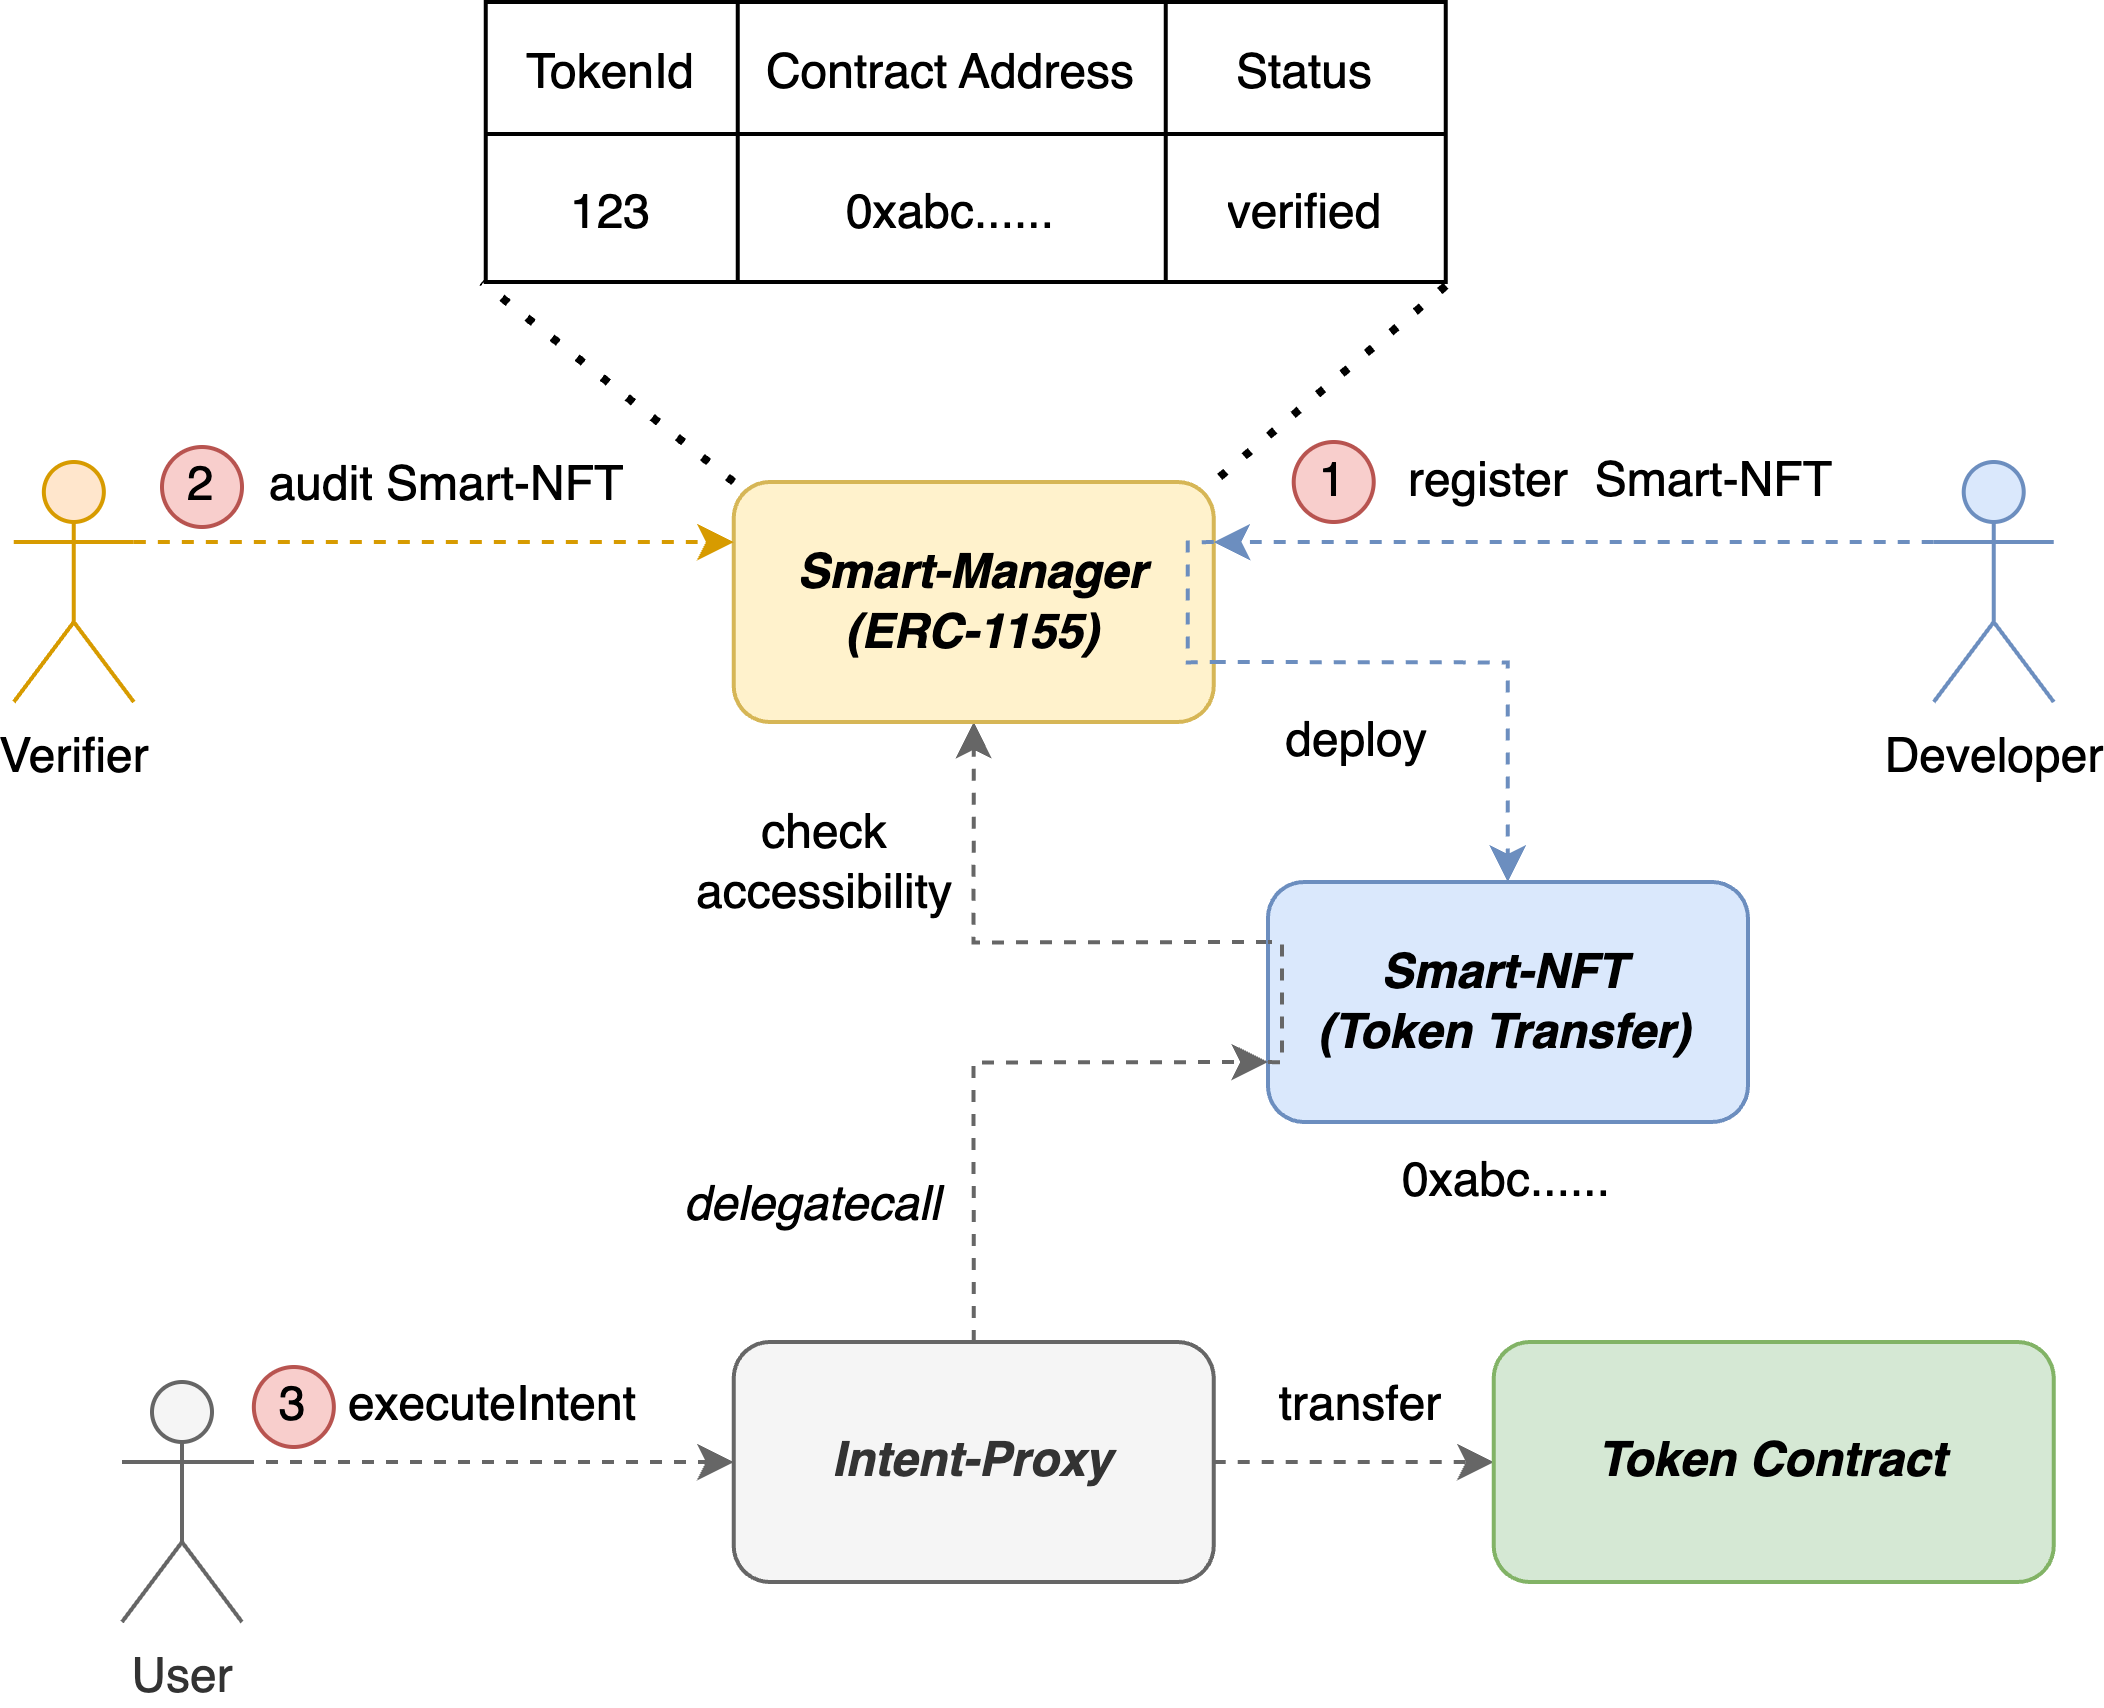 TokenId Contract Address Status
123 0xabc...... verified
2 audit Smart-NFT
1 register Smart-NFT
Smart-Manager
(ERC-1155)
Verifier
Developer
deploy
check
accessibility
Smart-NFT
(Token Transfer)
0xabc......
delegatecall
3 executeIntent
transfer
Intent-Proxy
Token Contract
User